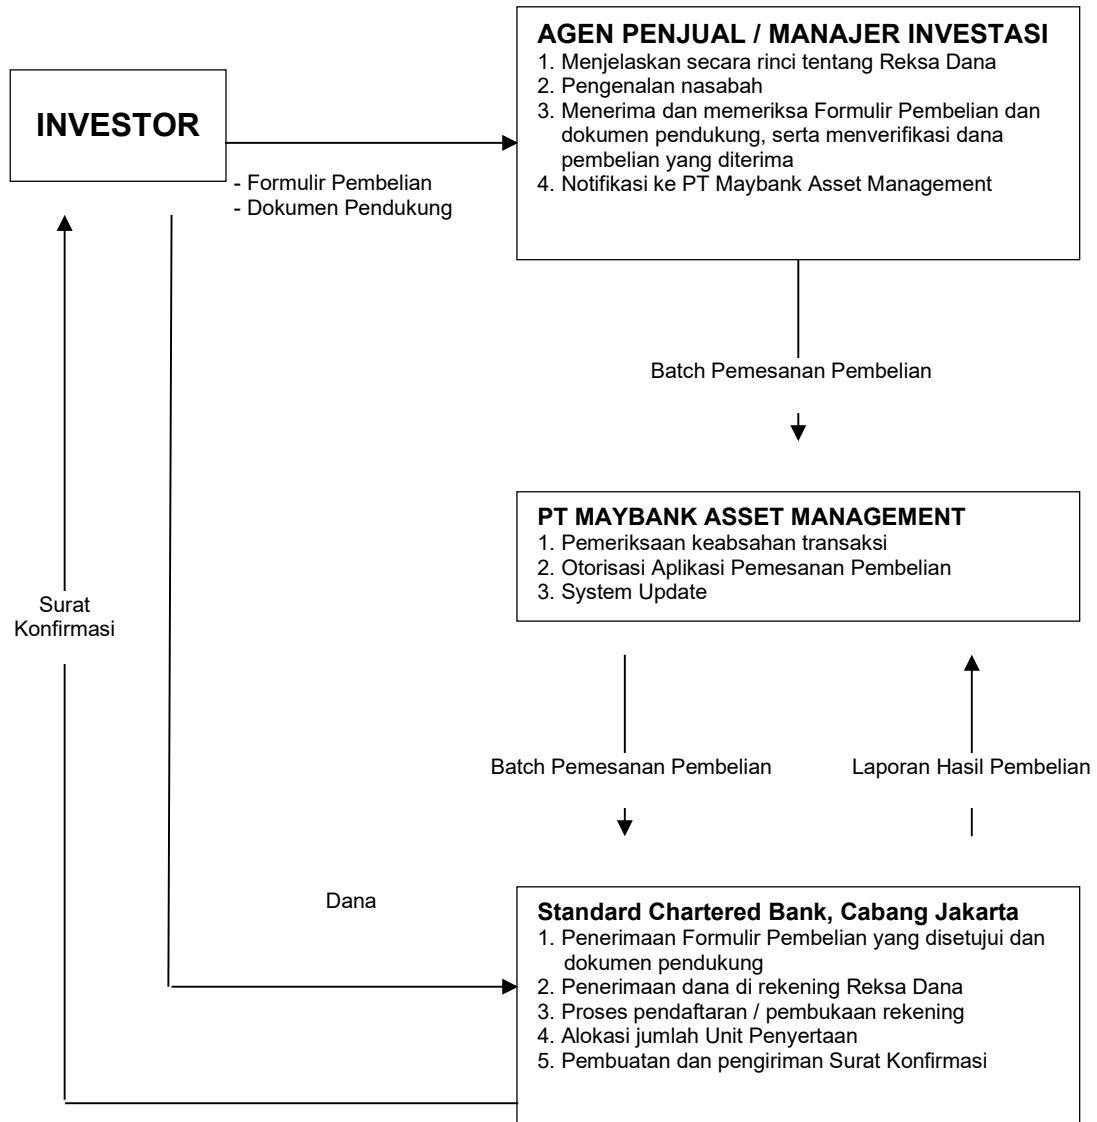 INVESTOR
- Formulir Pembelian
- Dokumen Pendukung
AGEN PENJUAL / MANAJER INVESTASI
1. Menjelaskan secara rinci tentang Reksa Dana
2. Pengenalan nasabah
3. Menerima dan memeriksa Formulir Pembelian dan
dokumen pendukung, serta menverifikasi dana
pembelian yang diterima
4. Notifikasi ke PT Maybank Asset Management
Batch Pemesanan Pembelian
PT MAYBANK ASSET MANAGEMENT
1. Pemeriksaan keabsahan transaksi
2. Otorisasi Aplikasi Pemesanan Pembelian
3. System Update
Surat
Konfirmasi
Batch Pemesanan Pembelian
Laporan Hasil Pembelian
Dana
Standard Chartered Bank, Cabang Jakarta
1. Penerimaan Formulir Pembelian yang disetujui dan
dokumen pendukung
2. Penerimaan dana di rekening Reksa Dana
3. Proses pendaftaran / pembukaan rekening
4. Alokasi jumlah Unit Penyertaan
5. Pembuatan dan pengiriman Surat Konfirmasi